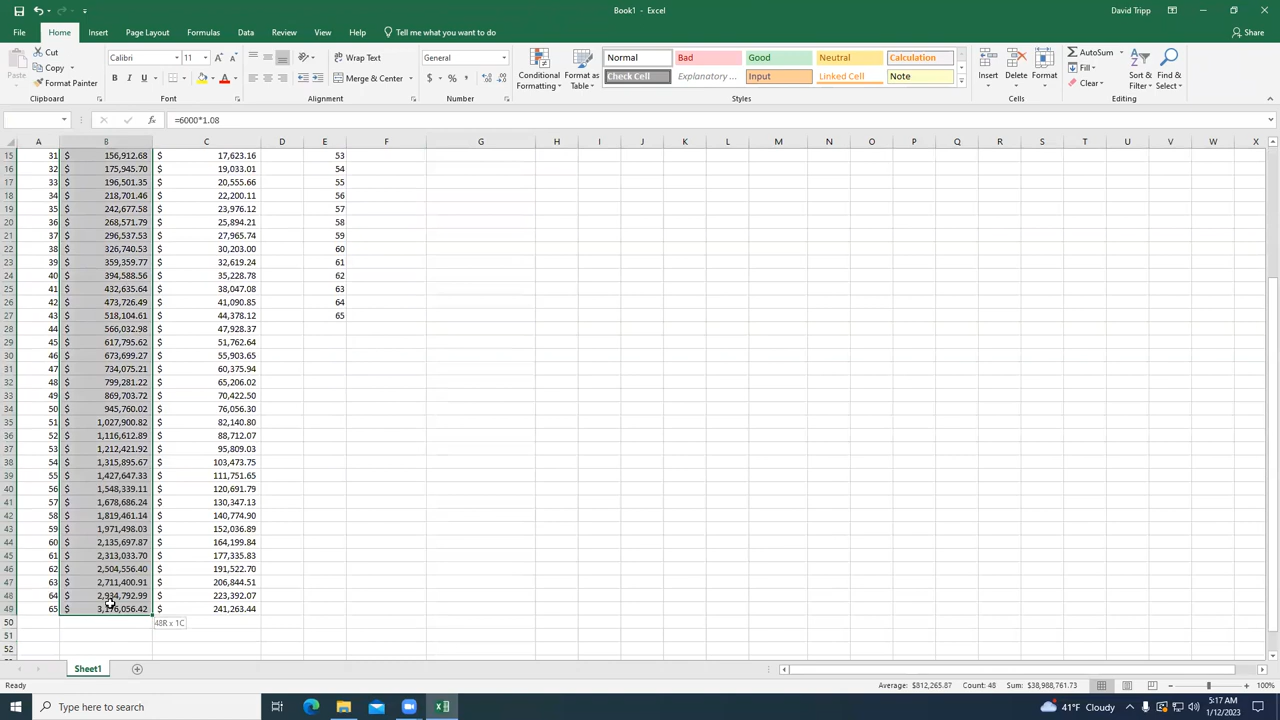 Book1 - Excel
David Tripp
File Home Insert Page Layout Formulas Data Review View Help Tell me what you want to do Share
Paste Cut Copy Format Painter Clipboard
Calibri 11 B I U Font
Wrap Text Merge & Center Alignment
General $ % , Number
Conditional Formatting Format as Table
Normal Bad Good Neutral Calculation
Check Cell Explanatory ... Input Linked Cell Note
Styles
Insert Delete Format Cells
AutoSum Fill Clear Sort & Filter Find & Select Editing
fx =6000*1.08
A B C D E F G H I J K L M N O P Q R S T U V W X
15 31 $ 156,912.68 $ 17,623.16 53
16 32 $ 175,945.70 $ 19,033.01 54
17 33 $ 196,501.35 $ 20,555.66 55
18 34 $ 218,701.46 $ 22,200.11 56
19 35 $ 242,677.58 $ 23,976.12 57
20 36 $ 268,571.79 $ 25,894.21 58
21 37 $ 296,537.53 $ 27,965.74 59
22 38 $ 326,740.53 $ 30,203.00 60
23 39 $ 359,359.77 $ 32,619.24 61
24 40 $ 394,588.56 $ 35,228.78 62
25 41 $ 432,635.64 $ 38,047.08 63
26 42 $ 473,726.49 $ 41,090.85 64
27 43 $ 518,104.61 $ 44,378.12 65
28 44 $ 566,032.98 $ 47,928.37
29 45 $ 617,795.62 $ 51,762.64
30 46 $ 673,699.27 $ 55,903.65
31 47 $ 734,075.21 $ 60,375.94
32 48 $ 799,281.22 $ 65,206.02
33 49 $ 869,703.72 $ 70,422.50
34 50 $ 945,760.02 $ 76,056.30
35 51 $ 1,027,900.82 $ 82,140.80
36 52 $ 1,116,612.89 $ 88,712.07
37 53 $ 1,212,421.92 $ 95,809.03
38 54 $ 1,315,895.67 $ 103,473.75
39 55 $ 1,427,647.33 $ 111,751.65
40 56 $ 1,548,339.11 $ 120,691.79
41 57 $ 1,678,686.24 $ 130,347.13
42 58 $ 1,819,461.14 $ 140,774.90
43 59 $ 1,971,498.03 $ 152,036.89
44 60 $ 2,135,697.87 $ 164,199.84
45 61 $ 2,313,033.70 $ 177,335.83
46 62 $ 2,504,556.40 $ 191,522.70
47 63 $ 2,711,400.91 $ 206,844.51
48 64 $ 2,934,792.99 $ 223,392.07
49 65 $ 3,176,056.42 $ 241,263.44
50 48R x 1C
51
52
Sheet1
Ready Average: $812,265.87 Count: 48 Sum: $38,988,761.73 100%
Type here to search 41°F Cloudy 5:17 AM
1/12/2023